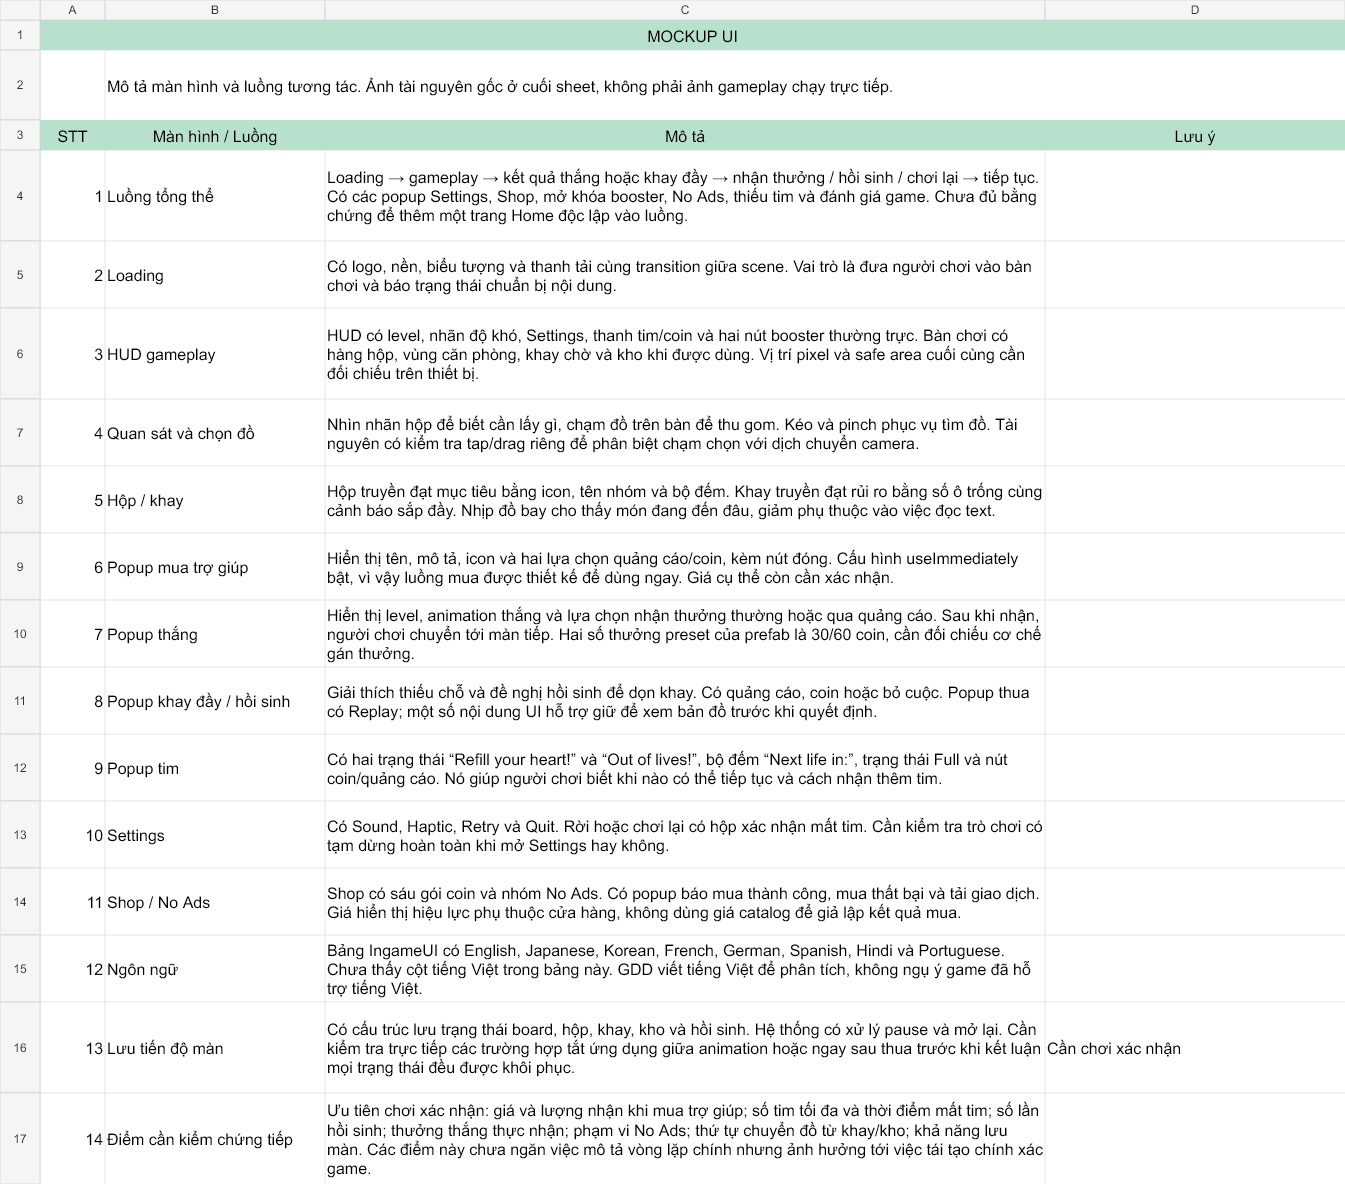 A B C D
1 MOCKUP UI
2 Mô tả màn hình và luồng tương tác. Ảnh tài nguyên gốc ở cuối sheet, không phải ảnh gameplay chạy trực tiếp.
3 STT Màn hình / Luồng Mô tả Lưu ý
4 1 Luồng tổng thể
Loading → gameplay → kết quả thắng hoặc khay đầy → nhận thưởng / hồi sinh / chơi lại → tiếp tục.
Có các popup Settings, Shop, mở khóa booster, No Ads, thiếu tim và đánh giá game. Chưa đủ bằng
chứng để thêm một trang Home độc lập vào luồng.
5 2 Loading
Có logo, nền, biểu tượng và thanh tải cùng transition giữa scene. Vai trò là đưa người chơi vào bàn
chơi và báo trạng thái chuẩn bị nội dung.
6 3 HUD gameplay
HUD có level, nhãn độ khó, Settings, thanh tim/coin và hai nút booster thường trực. Bàn chơi có
hàng hộp, vùng căn phòng, khay chờ và kho khi được dùng. Vị trí pixel và safe area cuối cùng cần
đối chiếu trên thiết bị.
7 4 Quan sát và chọn đồ
Nhìn nhãn hộp để biết cần lấy gì, chạm đồ trên bàn để thu gom. Kéo và pinch phục vụ tìm đồ. Tài
nguyên có kiểm tra tap/drag riêng để phân biệt chạm chọn với dịch chuyển camera.
8 5 Hộp / khay
Hộp truyền đạt mục tiêu bằng icon, tên nhóm và bộ đếm. Khay truyền đạt rủi ro bằng số ô trống cùng
cảnh báo sắp đầy. Nhịp đồ bay cho thấy món đang đến đâu, giảm phụ thuộc vào việc đọc text.
9 6 Popup mua trợ giúp
Hiển thị tên, mô tả, icon và hai lựa chọn quảng cáo/coin, kèm nút đóng. Cấu hình useImmediately
bật, vì vậy luồng mua được thiết kế để dùng ngay. Giá cụ thể còn cần xác nhận.
10 7 Popup thắng
Hiển thị level, animation thắng và lựa chọn nhận thưởng thường hoặc qua quảng cáo. Sau khi nhận,
người chơi chuyển tới màn tiếp. Hai số thưởng preset của prefab là 30/60 coin, cần đối chiếu cơ chế
gán thưởng.
11 8 Popup khay đầy / hồi sinh
Giải thích thiếu chỗ và đề nghị hồi sinh để dọn khay. Có quảng cáo, coin hoặc bỏ cuộc. Popup thua
có Replay; một số nội dung UI hỗ trợ giữ để xem bản đồ trước khi quyết định.
12 9 Popup tim
Có hai trạng thái “Refill your heart!” và “Out of lives!”, bộ đếm “Next life in:”, trạng thái Full và nút
coin/quảng cáo. Nó giúp người chơi biết khi nào có thể tiếp tục và cách nhận thêm tim.
13 10 Settings
Có Sound, Haptic, Retry và Quit. Rời hoặc chơi lại có hộp xác nhận mất tim. Cần kiểm tra trò chơi có
tạm dừng hoàn toàn khi mở Settings hay không.
14 11 Shop / No Ads
Shop có sáu gói coin và nhóm No Ads. Có popup báo mua thành công, mua thất bại và tải giao dịch.
Giá hiển thị hiệu lực phụ thuộc cửa hàng, không dùng giá catalog để giả lập kết quả mua.
15 12 Ngôn ngữ
Bảng IngameUI có English, Japanese, Korean, French, German, Spanish, Hindi và Portuguese.
Chưa thấy cột tiếng Việt trong bảng này. GDD viết tiếng Việt để phân tích, không ngụ ý game đã hỗ
trợ tiếng Việt.
16 13 Lưu tiến độ màn
Có cấu trúc lưu trạng thái board, hộp, khay, kho và hồi sinh. Hệ thống có xử lý pause và mở lại. Cần
kiểm tra trực tiếp các trường hợp tắt ứng dụng giữa animation hoặc ngay sau thua trước khi kết luận
mọi trạng thái đều được khôi phục.
Cần chơi xác nhận
17 14 Điểm cần kiểm chứng tiếp
Ưu tiên chơi xác nhận: giá và lượng nhận khi mua trợ giúp; số tim tối đa và thời điểm mất tim; số lần
hồi sinh; thưởng thắng thực nhận; phạm vi No Ads; thứ tự chuyển đồ từ khay/kho; khả năng lưu
màn. Các điểm này chưa ngăn việc mô tả vòng lặp chính nhưng ảnh hưởng tới việc tái tạo chính xác
game.